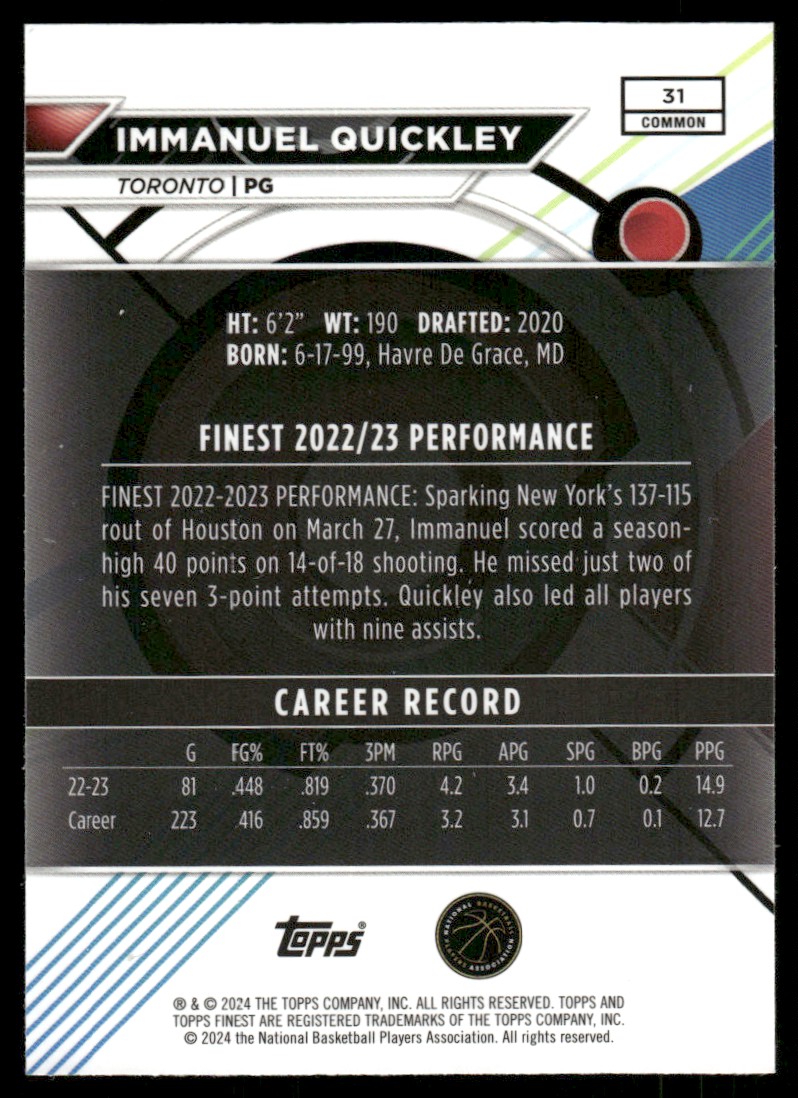 31
COMMON
IMMANUEL QUICKLEY
TORONTO | PG
HT: 6'2" WT: 190 DRAFTED: 2020
BORN: 6-17-99, Havre De Grace, MD
FINEST 2022/23 PERFORMANCE
FINEST 2022-2023 PERFORMANCE: Sparking New York's 137-115
rout of Houston on March 27, Immanuel scored a season-
high 40 points on 14-of-18 shooting. He missed just two of
his seven 3-point attempts. Quickley also led all players
with nine assists.
CAREER RECORD
G FG% FT% 3PM RPG APG SPG BPG PPG
22-23 81 .448 .819 .370 4.2 3.4 1.0 0.2 14.9
Career 223 .416 .859 .367 3.2 3.1 0.7 0.1 12.7
Topps®
NATIONAL BASKETBALL PLAYERS ASSOCIATION
® & © 2024 THE TOPPS COMPANY, INC. ALL RIGHTS RESERVED. TOPPS AND
TOPPS FINEST ARE REGISTERED TRADEMARKS OF THE TOPPS COMPANY, INC.
© 2024 the National Basketball Players Association. All rights reserved.